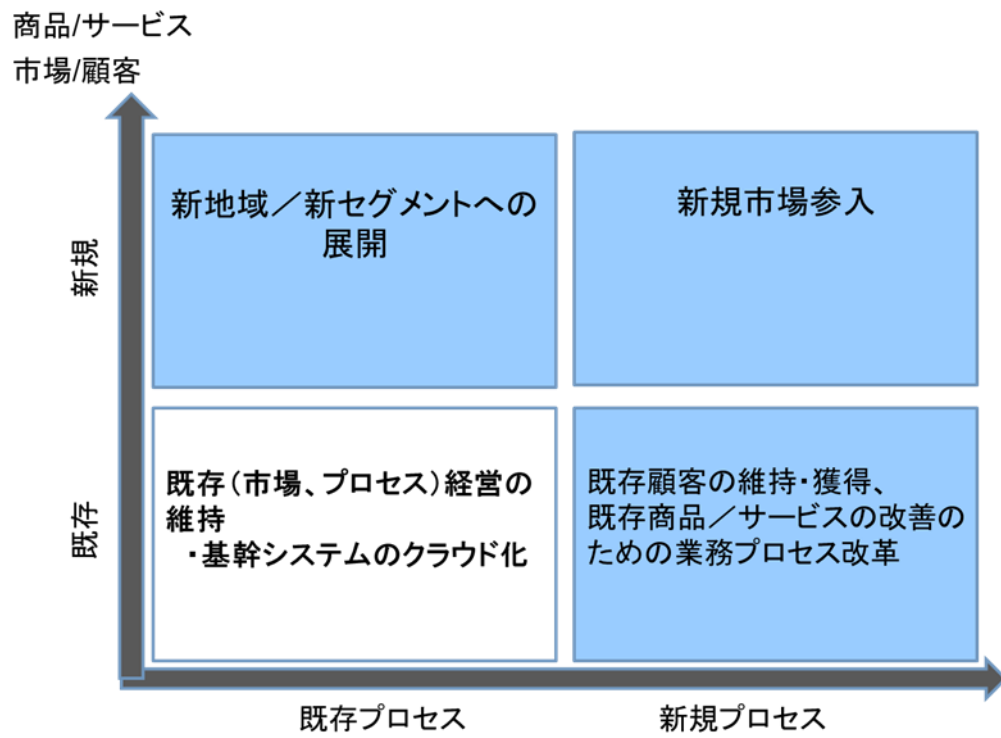 商品/サービス
市場/顧客
新規
新地域／新セグメントへの
展開
新規市場参入
既存
既存（市場、プロセス）経営の
維持
・基幹システムのクラウド化
既存顧客の維持・獲得、
既存商品／サービスの改善の
ための業務プロセス改革
既存プロセス
新規プロセス